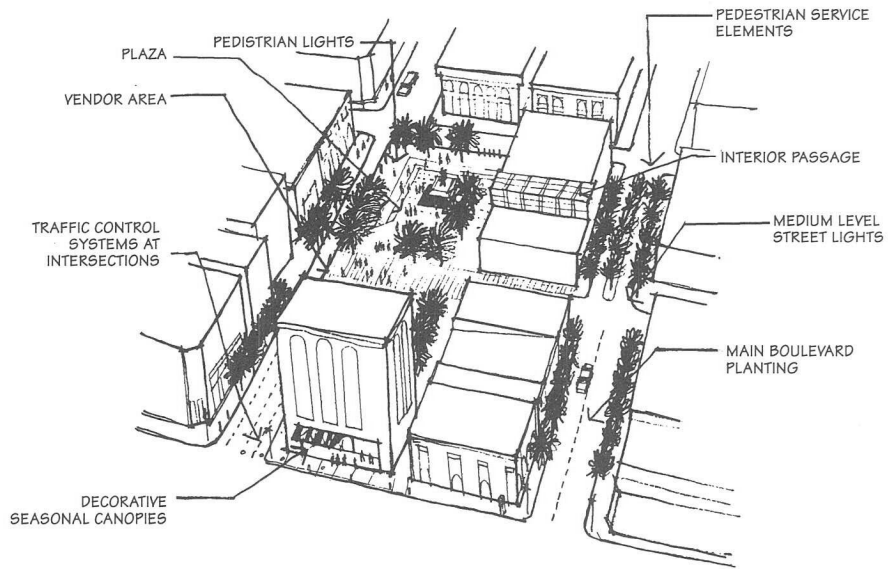 PEDESTRIAN SERVICE
ELEMENTS
PEDISTRIAN LIGHTS
PLAZA
VENDOR AREA
INTERIOR PASSAGE
TRAFFIC CONTROL
SYSTEMS AT
INTERSECTIONS
MEDIUM LEVEL
STREET LIGHTS
MAIN BOULEVARD
PLANTING
DECORATIVE
SEASONAL CANOPIES